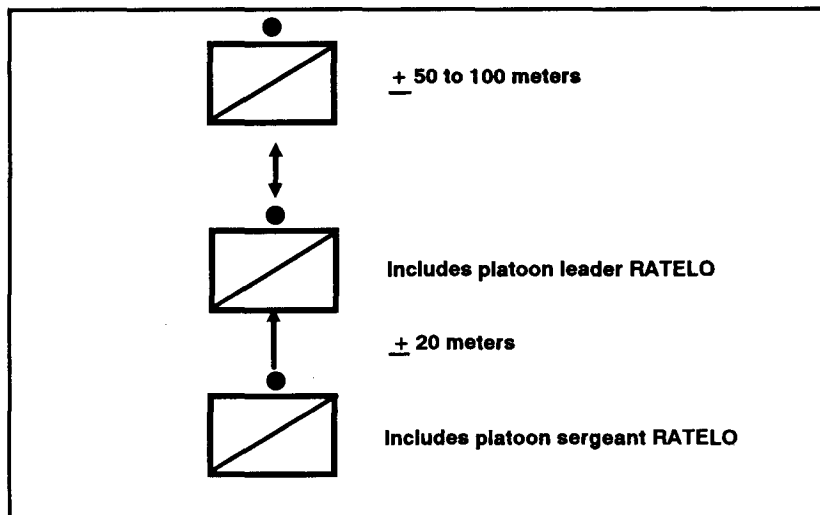 ± 50 to 100 meters
Includes platoon leader RATELO
± 20 meters
Includes platoon sergeant RATELO